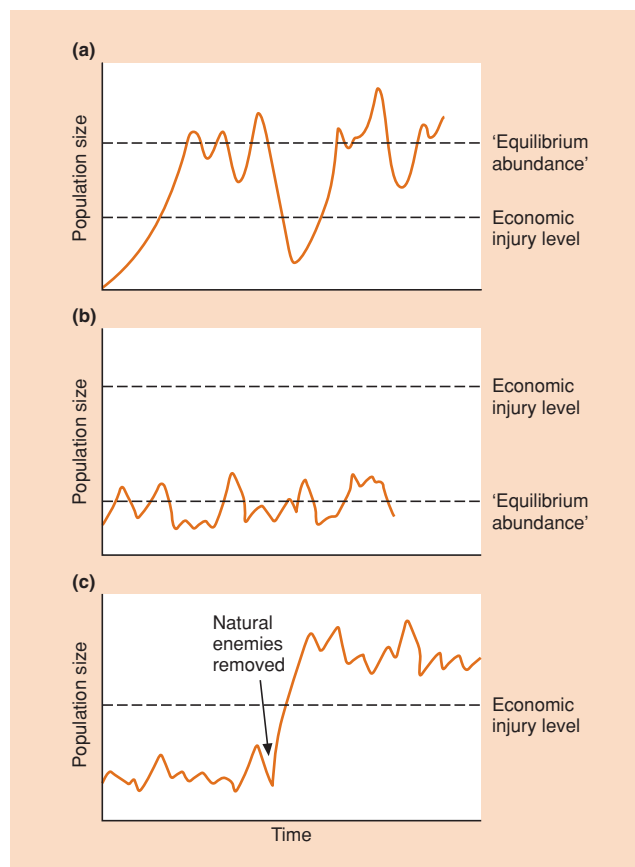 (a)
Population size
‘Equilibrium
abundance’
Economic
injury level
(b)
Population size
Economic
injury level
‘Equilibrium
abundance’
(c)
Population size
Natural
enemies
removed
Economic
injury level
Time